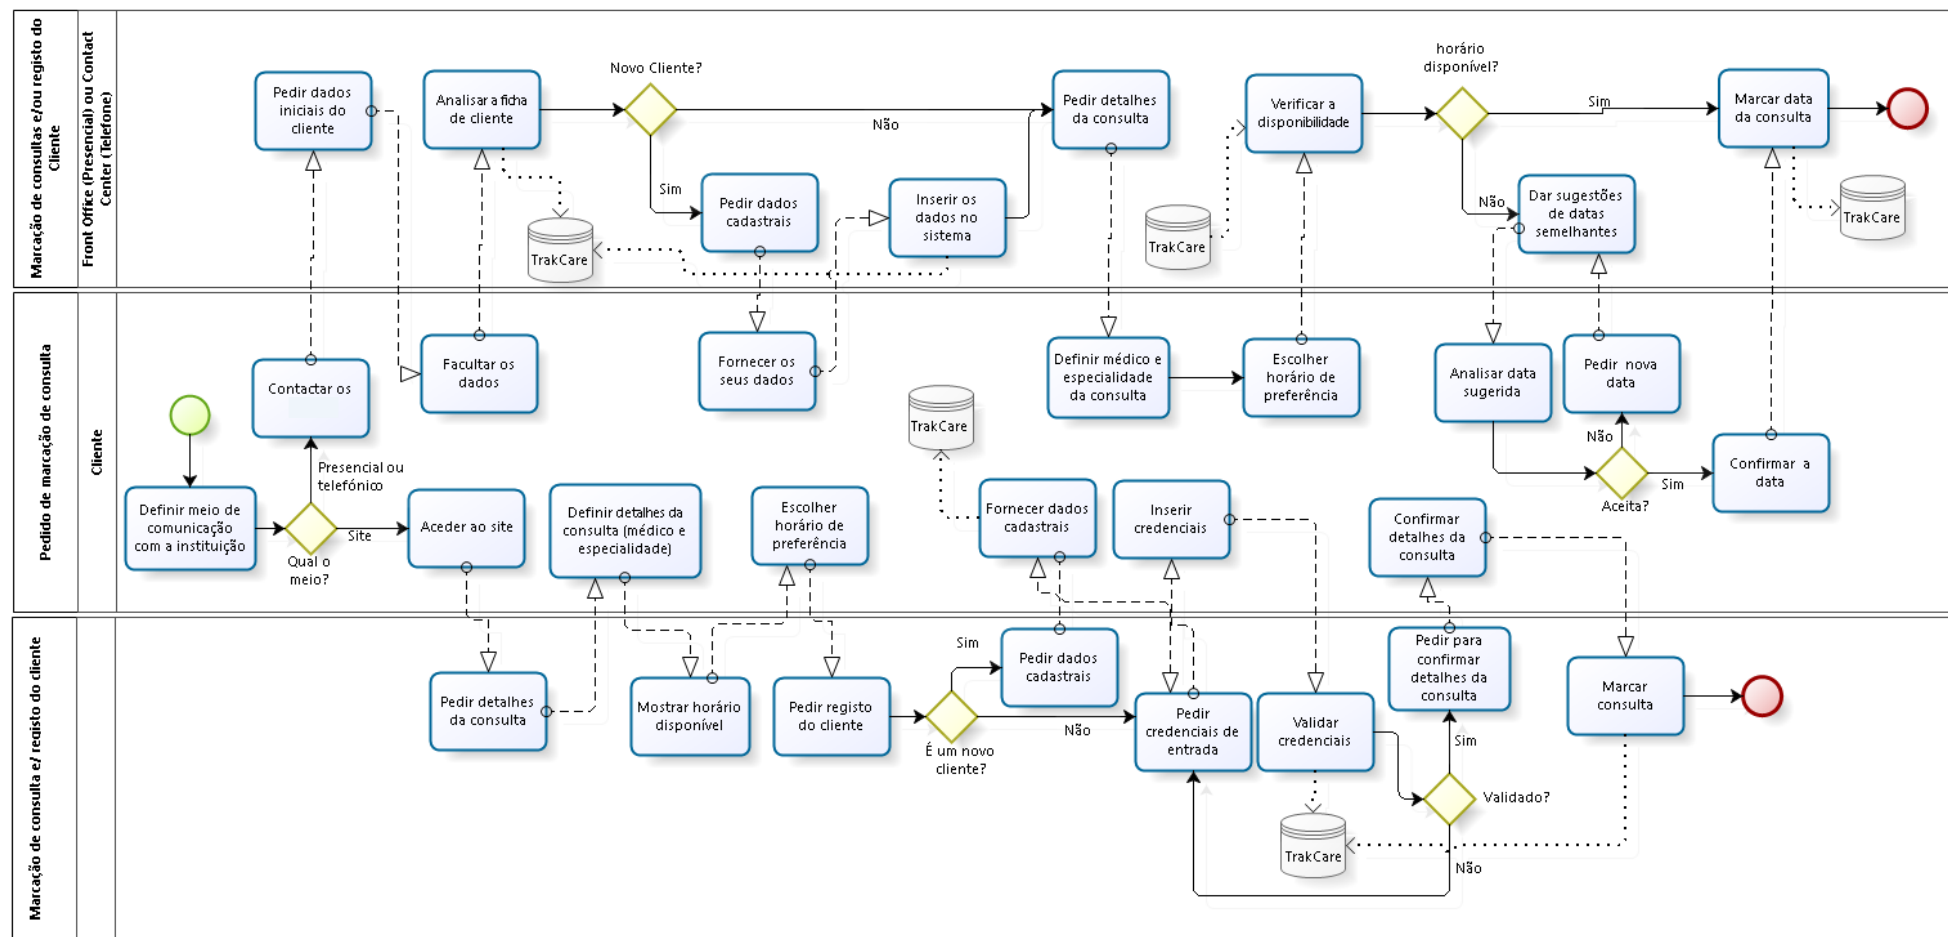 Marcação de consultas e/ou registo do
Cliente
Front Office (Presencial) ou Contact
Center (Telefone)
Pedir dados
iniciais do
cliente
Analisar a ficha
de cliente
Novo Cliente?
Não
Sim
Pedir dados
cadastrais
Inserir os
dados no
sistema
TrakCare
Pedir detalhes
da consulta
Verificar a
disponibilidade
TrakCare
horário
disponível?
Sim
Não
Dar sugestões
de datas
semelhantes
Marcar data
da consulta
TrakCare
Pedido de marcação de consulta
Cliente
Contactar os
Facultar os
dados
Fornecer os
seus dados
Definir médico e
especialidade
da consulta
Escolher
horário de
preferência
Analisar data
sugerida
Pedir nova
data
Não
Aceita?
Sim
Confirmar a
data
Definir meio de
comunicação
com a instituição
Presencial ou
telefónico
Qual o
meio?
Site
Aceder ao site
Definir detalhes da
consulta (médico e
especialidade)
Escolher
horário de
preferência
TrakCare
Fornecer dados
cadastrais
Inserir
credenciais
Confirmar
detalhes da
consulta
Marcação de consulta e/ registo do cliente
Pedir detalhes
da consulta
Mostrar horário
disponível
Pedir registo
do cliente
É um novo
cliente?
Sim
Não
Pedir dados
cadastrais
Pedir
credenciais de
entrada
Validar
credenciais
TrakCare
Validado?
Sim
Não
Pedir para
confirmar
detalhes da
consulta
Marcar
consulta